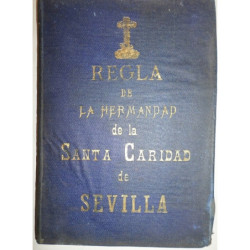 REGLA
DE
LA HERMANDAD
de la
SANTA CARIDAD
de
SEVILLA